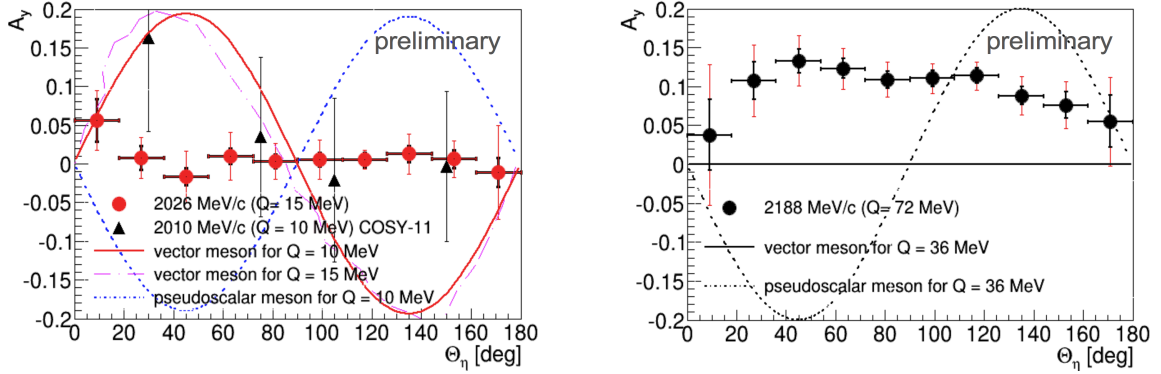 A_y
0.2
0.15
0.1
0.05
0
-0.05
-0.1
-0.15
-0.2
preliminary
2026 MeV/c (Q= 15 MeV)
2010 MeV/c (Q = 10 MeV) COSY-11
vector meson for Q = 10 MeV
vector meson for Q = 15 MeV
pseudoscalar meson for Q = 10 MeV
0 20 40 60 80 100 120 140 160 180
Θ_η [deg]
A_y
0.2
0.15
0.1
0.05
0
-0.05
-0.1
-0.15
-0.2
preliminary
2188 MeV/c (Q= 72 MeV)
vector meson for Q = 36 MeV
pseudoscalar meson for Q = 36 MeV
0 20 40 60 80 100 120 140 160 180
Θ_η [deg]